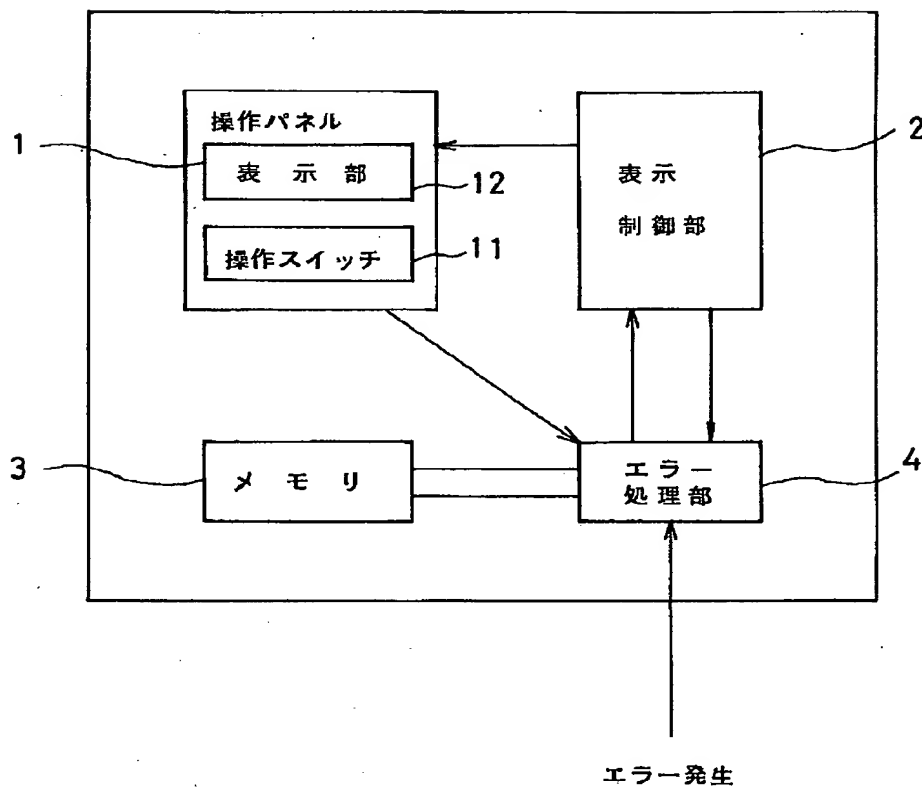 操作パネル
1
表示部
12
操作スイッチ
11
表示
制御部
2
3
メモリ
エラー
処理部
4
エラー発生